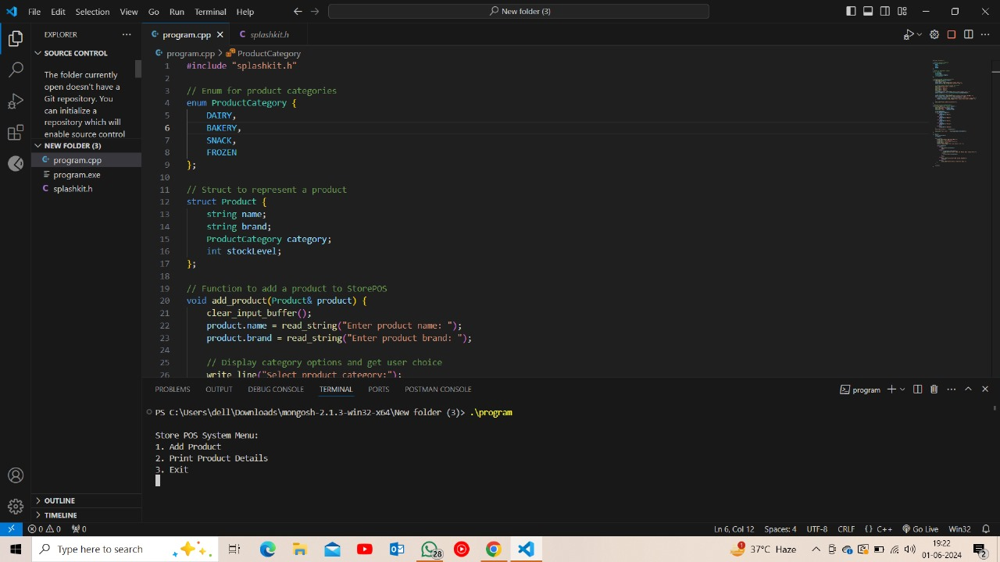 File Edit Selection View Go Run Terminal Help
New folder (3)
EXPLORER
SOURCE CONTROL
The folder currently
open doesn't have a
Git repository. You
can initialize a
repository which will
enable source control
NEW FOLDER (3)
program.cpp
program.exe
splashkit.h
OUTLINE
TIMELINE
program.cpp splashkit.h
program.cpp > ProductCategory
1 #include "splashkit.h"
2
3 // Enum for product categories
4 enum ProductCategory {
5 DAIRY,
6 BAKERY,
7 SNACK,
8 FROZEN
9 };
10
11 // Struct to represent a product
12 struct Product {
13 string name;
14 string brand;
15 ProductCategory category;
16 int stockLevel;
17 };
18
19 // Function to add a product to StorePOS
20 void add_product(Product& product) {
21 clear_input_buffer();
22 product.name = read_string("Enter product name: ");
23 product.brand = read_string("Enter product brand: ");
24
25 // Display category options and get user choice
26 write_line("Select product category:");
PROBLEMS OUTPUT DEBUG CONSOLE TERMINAL PORTS POSTMAN CONSOLE
program
PS C:\Users\dell\Downloads\mongosh-2.1.3-win32-x64\New folder (3)> .\program
Store POS System Menu:
1. Add Product
2. Print Product Details
3. Exit
0 0 0
Ln 6, Col 12 Spaces: 4 UTF-8 CRLF {} C++ Go Live Win32
Type here to search
28
1
37°C Haze
19:22
01-06-2024
2